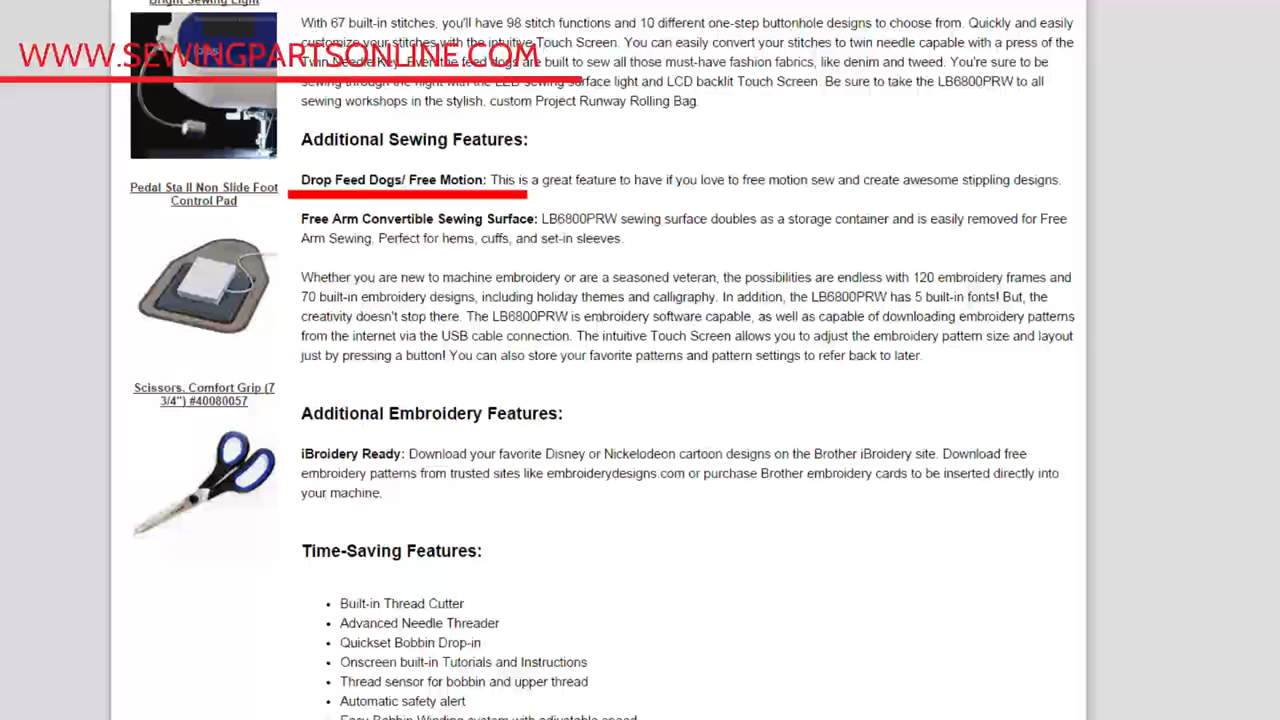 Bright Sewing Light
WWW.SEWINGPARTSONLINE.COM
Pedal Sta II Non Slide Foot
Control Pad
Scissors, Comfort Grip (7
3/4") #40080057
With 67 built-in stitches, you'll have 98 stitch functions and 10 different one-step buttonhole designs to choose from. Quickly and easily
customize your stitches with the intuitive Touch Screen. You can easily convert your stitches to twin needle capable with a press of the
Twin Needle Key. Even the feed dogs are built to sew all those must-have fashion fabrics, like denim and tweed. You're sure to be
sewing through the night with the LED sewing surface light and LCD backlit Touch Screen. Be sure to take the LB6800PRW to all
sewing workshops in the stylish, custom Project Runway Rolling Bag.
Additional Sewing Features:
Drop Feed Dogs/ Free Motion: This is a great feature to have if you love to free motion sew and create awesome stippling designs.
Free Arm Convertible Sewing Surface: LB6800PRW sewing surface doubles as a storage container and is easily removed for Free
Arm Sewing. Perfect for hems, cuffs, and set-in sleeves.
Whether you are new to machine embroidery or are a seasoned veteran, the possibilities are endless with 120 embroidery frames and
70 built-in embroidery designs, including holiday themes and calligraphy. In addition, the LB6800PRW has 5 built-in fonts! But, the
creativity doesn't stop there. The LB6800PRW is embroidery software capable, as well as capable of downloading embroidery patterns
from the internet via the USB cable connection. The intuitive Touch Screen allows you to adjust the embroidery pattern size and layout
just by pressing a button! You can also store your favorite patterns and pattern settings to refer back to later.
Additional Embroidery Features:
iBroidery Ready: Download your favorite Disney or Nickelodeon cartoon designs on the Brother iBroidery site. Download free
embroidery patterns from trusted sites like embroiderydesigns.com or purchase Brother embroidery cards to be inserted directly into
your machine.
Time-Saving Features:
• Built-in Thread Cutter
• Advanced Needle Threader
• Quickset Bobbin Drop-in
• Onscreen built-in Tutorials and Instructions
• Thread sensor for bobbin and upper thread
• Automatic safety alert
Easy Bobbin Winding system with adjustable speed